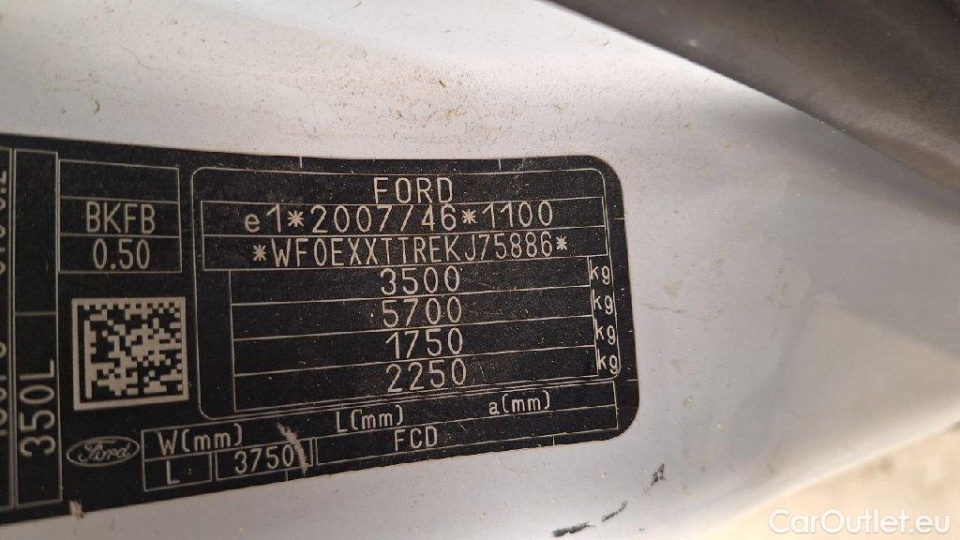 FORD
e1*2007/46*1100
*WF0EXXTTREKJ75886*
3500 kg
5700 kg
1750 kg
2250 kg
BKFB
0.50
350L
Ford
W(mm) L(mm) a(mm)
L 3750 FCD
CarOutlet.eu